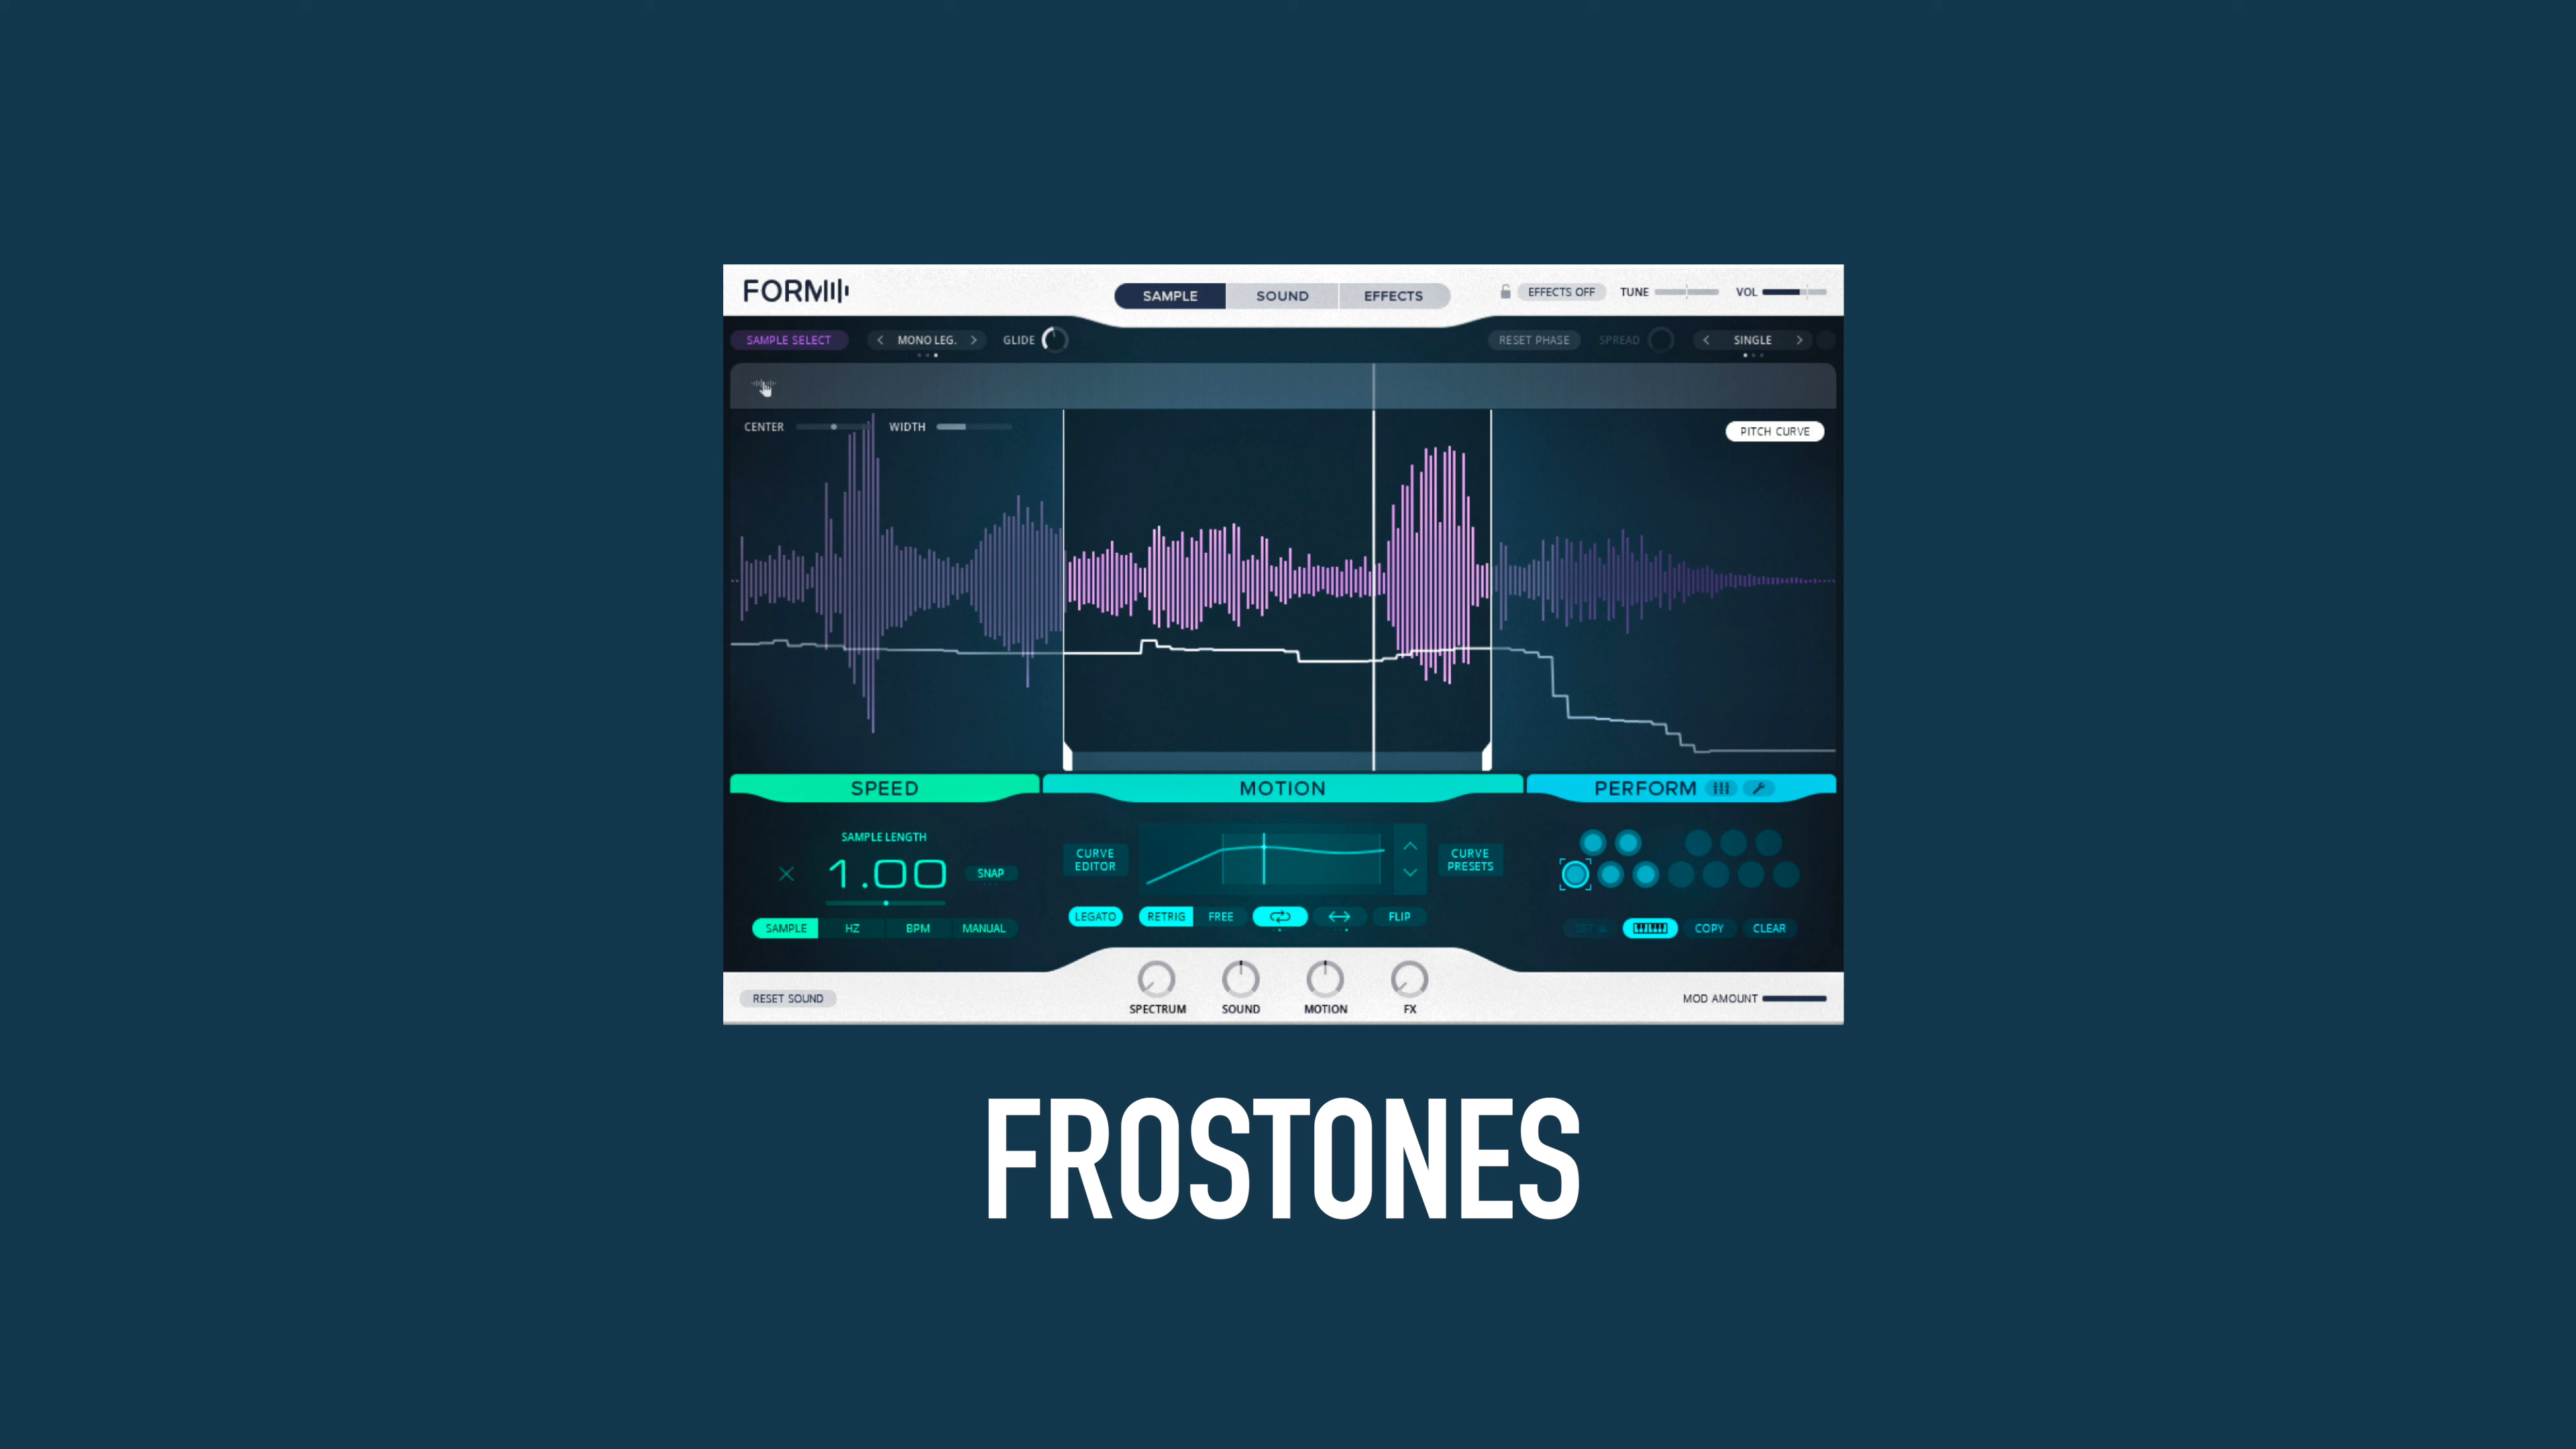 FORM
SAMPLE SOUND EFFECTS
EFFECTS OFF TUNE VOL
SAMPLE SELECT MONO LEG. GLIDE RESET PHASE SPREAD SINGLE
CENTER WIDTH PITCH CURVE
SPEED MOTION PERFORM
SAMPLE LENGTH
1.00
SNAP
SAMPLE HZ BPM MANUAL
CURVE
EDITOR
CURVE
PRESETS
LEGATO RETRIG FREE FLIP
SET COPY CLEAR
RESET SOUND SPECTRUM SOUND MOTION FX MOD AMOUNT
FROSTONES